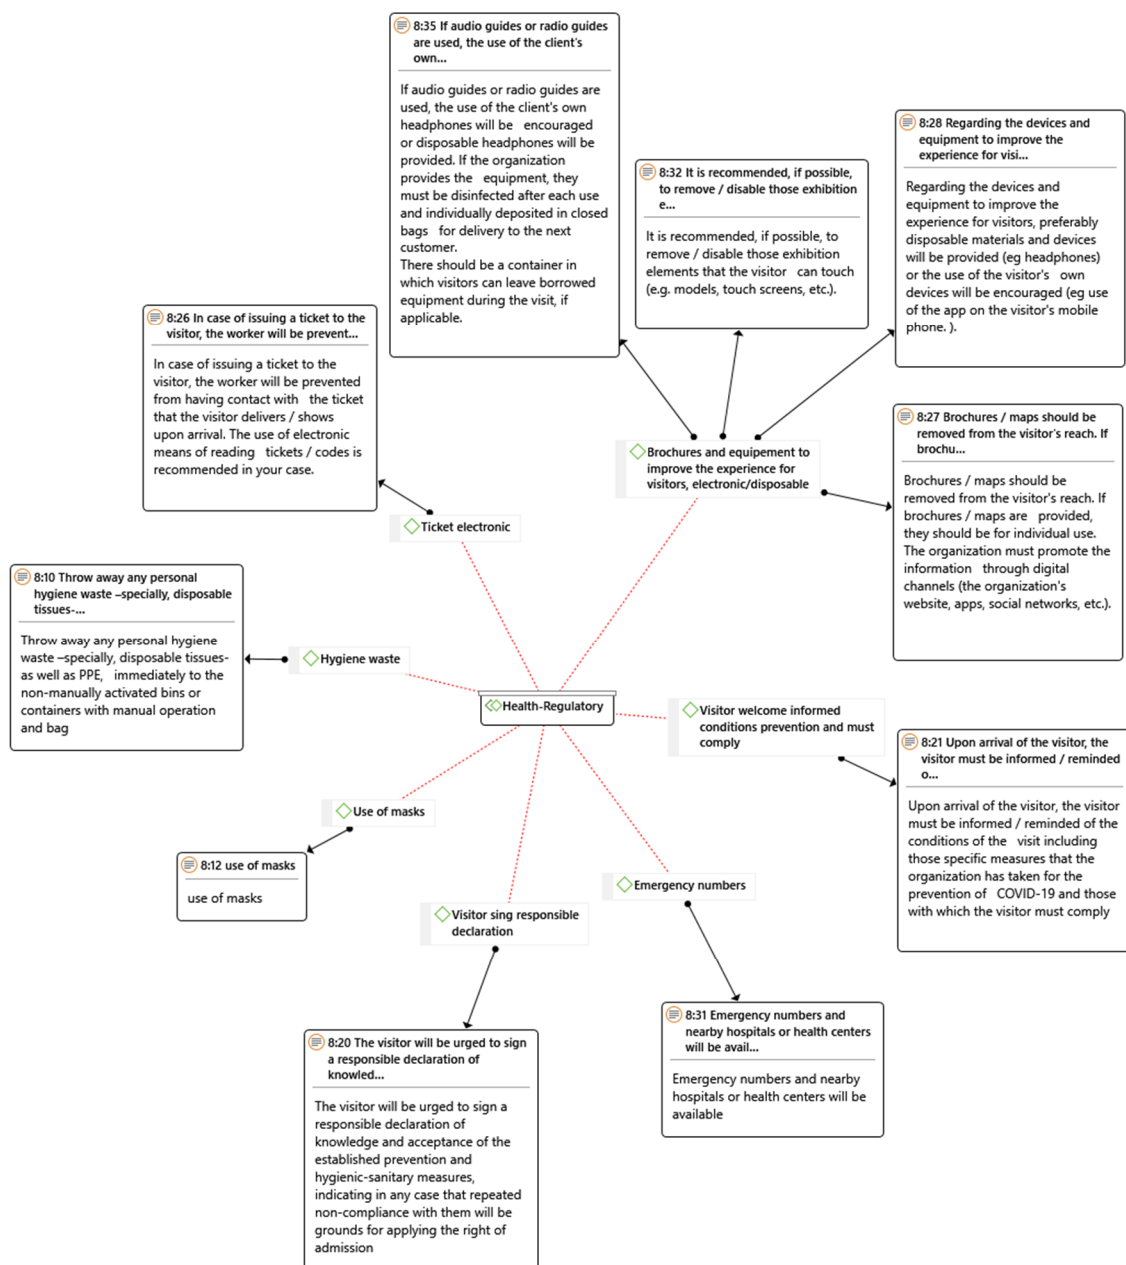 8:35 If audio guides or radio guides
are used, the use of the client's
own...
If audio guides or radio guides are
used, the use of the client's own
headphones will be encouraged
or disposable headphones will be
provided. If the organization
provides the equipment, they
must be disinfected after each use
and individually deposited in closed
bags for delivery to the next
customer.
There should be a container in
which visitors can leave borrowed
equipment during the visit, if
applicable.
8:32 It is recommended, if possible,
to remove / disable those exhibition
e...
It is recommended, if possible, to
remove / disable those exhibition
elements that the visitor can touch
(e.g. models, touch screens, etc.).
8:28 Regarding the devices and
equipment to improve the
experience for visi...
Regarding the devices and
equipment to improve the
experience for visitors, preferably
disposable materials and devices
will be provided (eg headphones)
or the use of the visitor's own
devices will be encouraged (eg use
of the app on the visitor's mobile
phone. ).
8:26 In case of issuing a ticket to the
visitor, the worker will be prevent...
In case of issuing a ticket to the
visitor, the worker will be prevented
from having contact with the ticket
that the visitor delivers / shows
upon arrival. The use of electronic
means of reading tickets / codes is
recommended in your case.
8:27 Brochures / maps should be
removed from the visitor's reach. If
brochu...
Brochures / maps should be
removed from the visitor's reach. If
brochures / maps are provided,
they should be for individual use.
The organization must promote the
information through digital
channels (the organization's
website, apps, social networks, etc.).
Brochures and equipement to
improve the experience for
visitors, electronic/disposable
Ticket electronic
8:10 Throw away any personal
hygiene waste –specially, disposable
tissues-...
Throw away any personal hygiene
waste –specially, disposable tissues-
as well as PPE, immediately to the
non-manually activated bins or
containers with manual operation
and bag
Hygiene waste
Health-Regulatory
Visitor welcome informed
conditions prevention and must
comply
8:21 Upon arrival of the visitor, the
visitor must be informed / reminded
o...
Upon arrival of the visitor, the visitor
must be informed / reminded of the
conditions of the visit including
those specific measures that the
organization has taken for the
prevention of COVID-19 and those
with which the visitor must comply
Use of masks
8:12 use of masks
use of masks
Emergency numbers
Visitor sing responsible
declaration
8:31 Emergency numbers and
nearby hospitals or health centers
will be avail...
Emergency numbers and nearby
hospitals or health centers will be
available
8:20 The visitor will be urged to sign
a responsible declaration of
knowled...
The visitor will be urged to sign a
responsible declaration of
knowledge and acceptance of the
established prevention and
hygienic-sanitary measures,
indicating in any case that repeated
non-compliance with them will be
grounds for applying the right of
admission